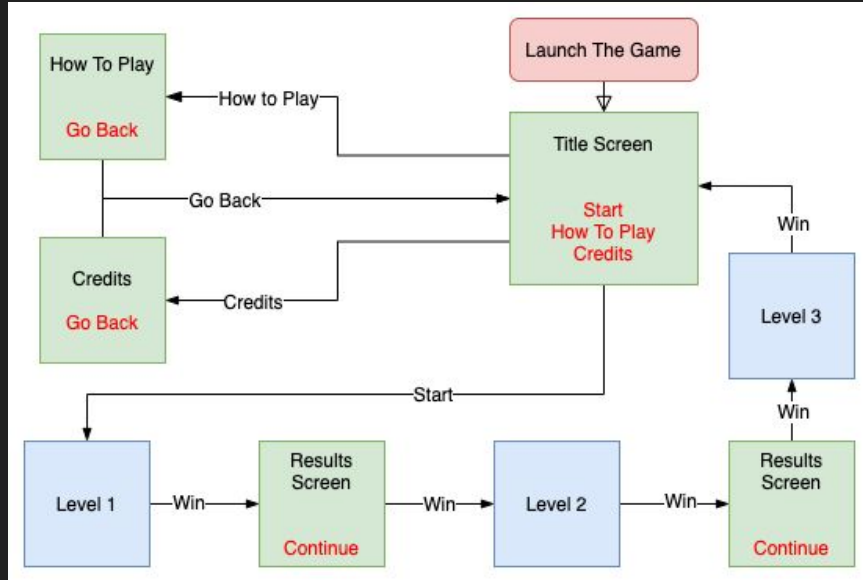 Launch The Game
How To Play
Go Back
How to Play
Title Screen
Start
How To Play
Credits
Go Back
Win
Credits
Go Back
Credits
Level 3
Start
Win
Level 1
Win
Results
Screen
Continue
Win
Level 2
Win
Results
Screen
Continue